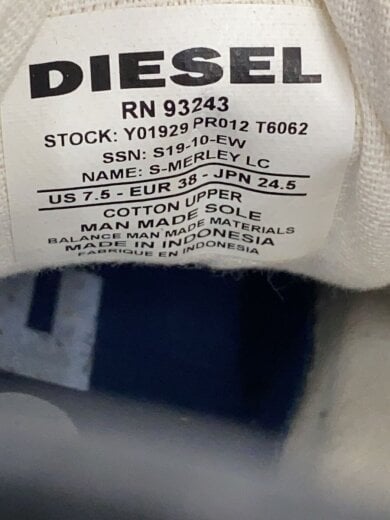 DIESEL
RN 93243
STOCK: Y01929 PR012 T6062
SSN: S19-10-EW
NAME: S-MERLEY LC
US 7.5 - EUR 38 - JPN 24.5
COTTON UPPER
MAN MADE SOLE
BALANCE MAN MADE MATERIALS
MADE IN INDONESIA
FABRIQUE EN INDONESIA